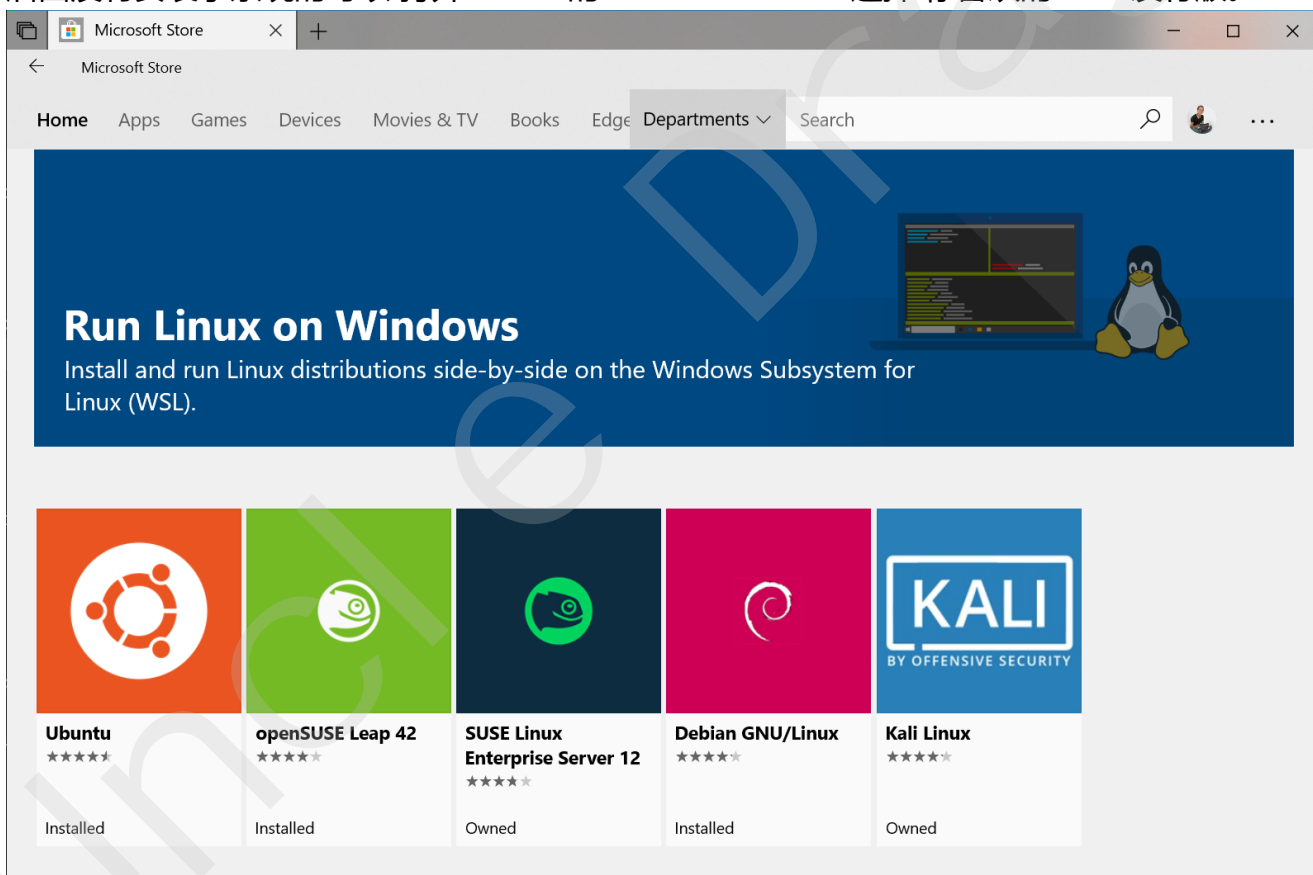 Microsoft Store
Microsoft Store
Home Apps Games Devices Movies & TV Books Edge Departments Search
Run Linux on Windows
Install and run Linux distributions side-by-side on the Windows Subsystem for
Linux (WSL).
KALI
BY OFFENSIVE SECURITY
Ubuntu
Installed
openSUSE Leap 42
Installed
SUSE Linux
Enterprise Server 12
Owned
Debian GNU/Linux
Installed
Kali Linux
Owned